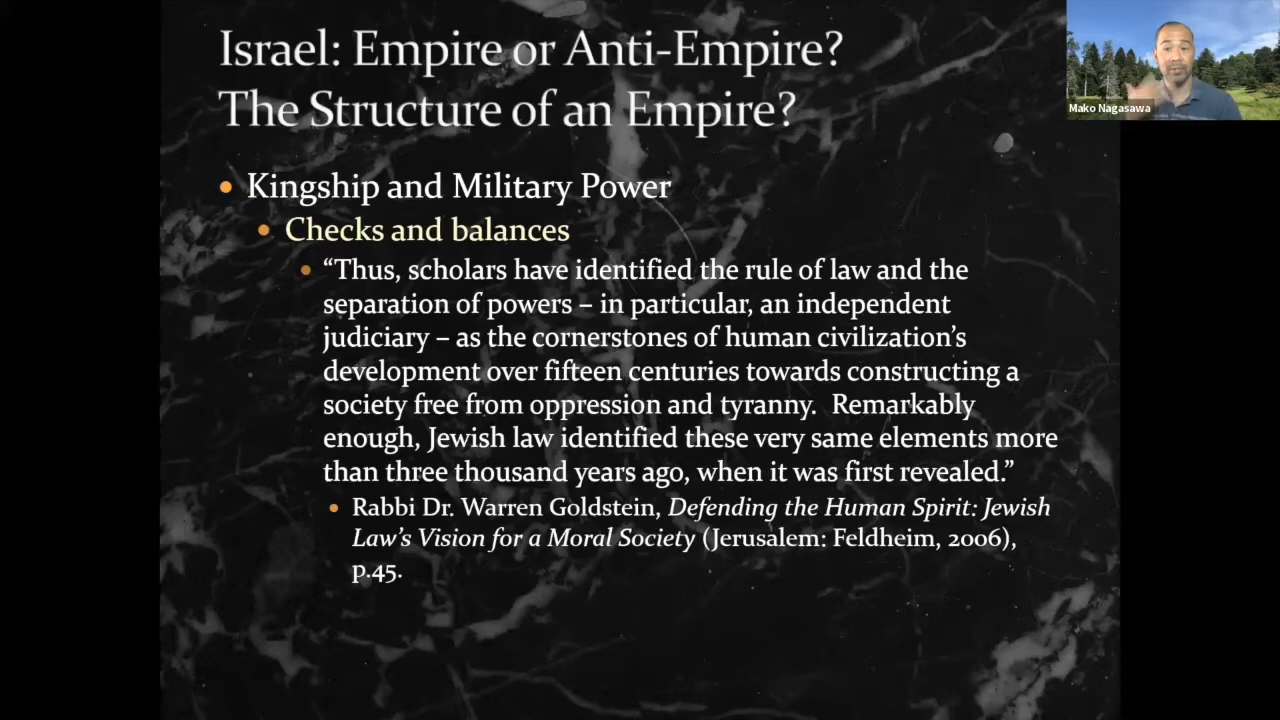 Israel: Empire or Anti-Empire?
The Structure of an Empire?
Mako Nagasawa
• Kingship and Military Power
• Checks and balances
• “Thus, scholars have identified the rule of law and the
separation of powers – in particular, an independent
judiciary – as the cornerstones of human civilization’s
development over fifteen centuries towards constructing a
society free from oppression and tyranny.  Remarkably
enough, Jewish law identified these very same elements more
than three thousand years ago, when it was first revealed.”
• Rabbi Dr. Warren Goldstein, Defending the Human Spirit: Jewish
Law’s Vision for a Moral Society (Jerusalem: Feldheim, 2006),
p.45.